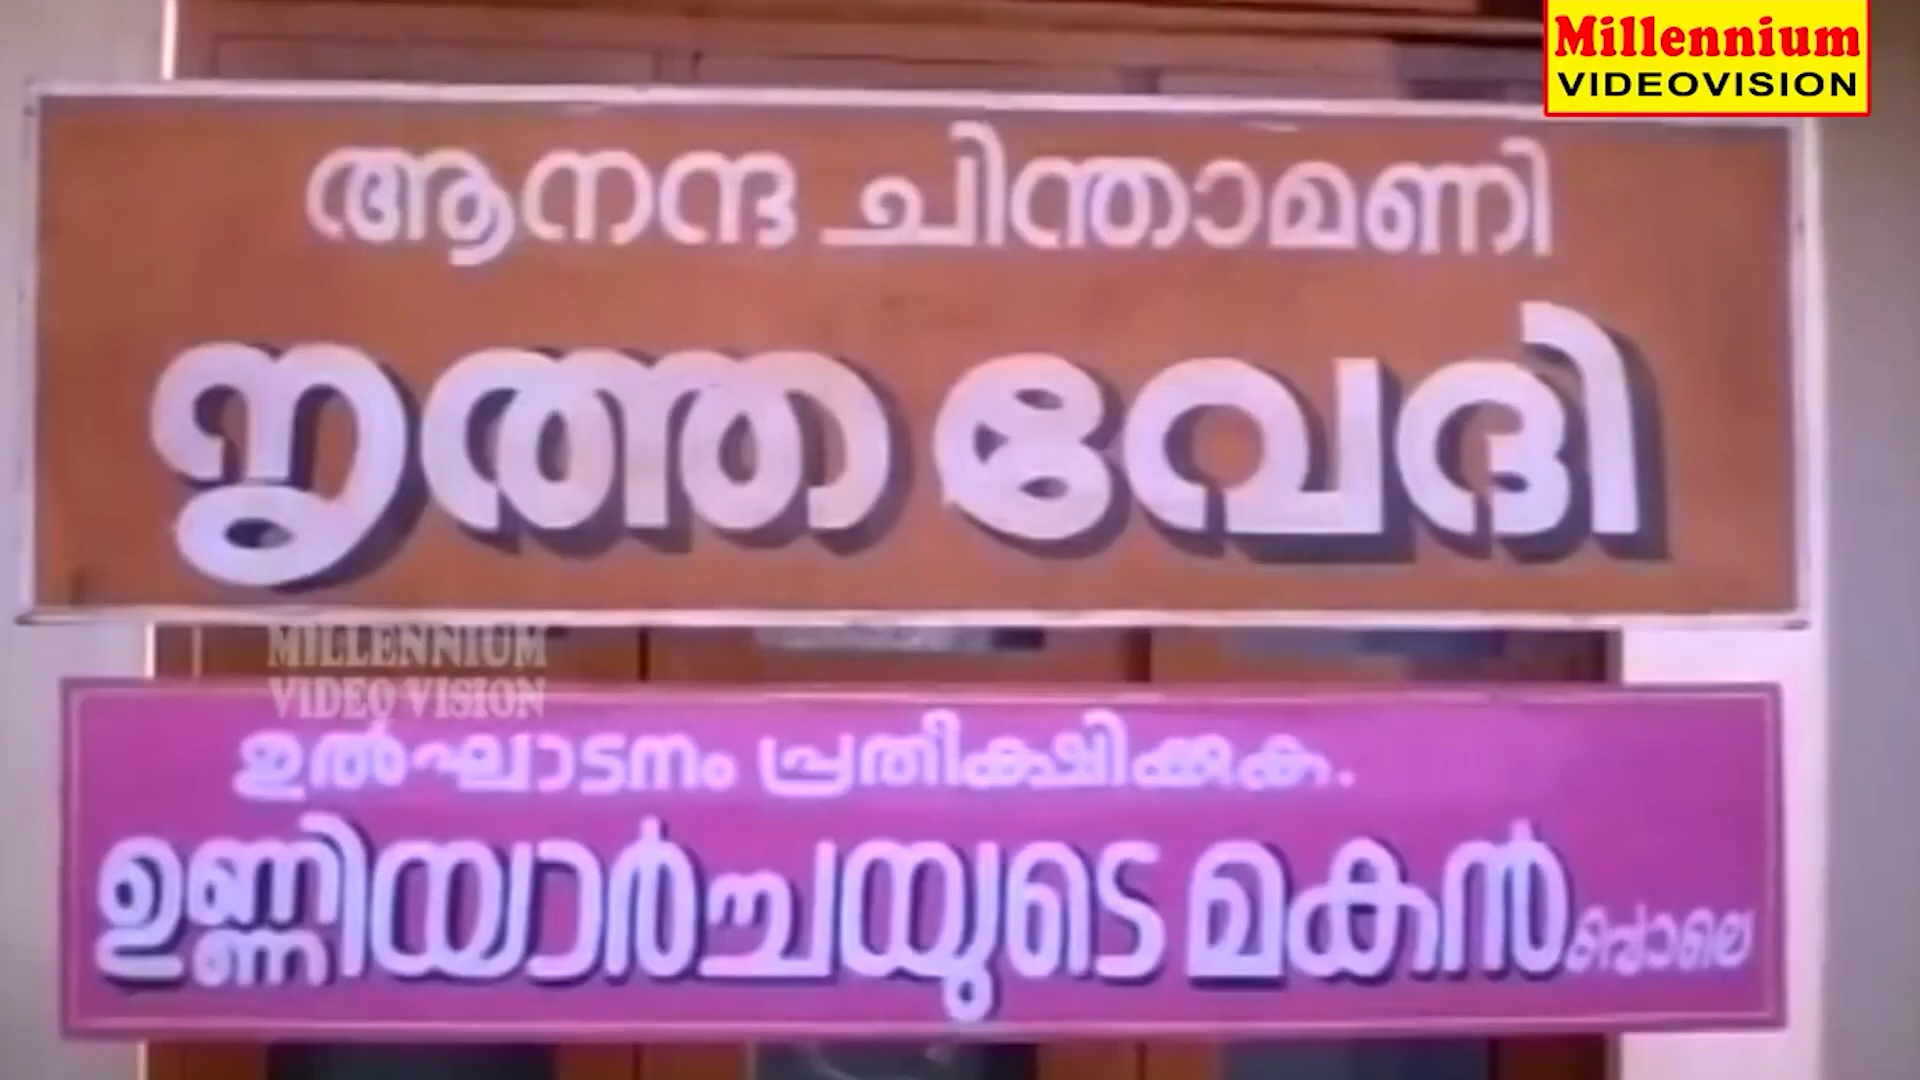 Millennium
VIDEOVISION
ആനന്ദ ചിന്താമണി
നൃത്ത വേദി
MILLENNIUM
VIDEO VISION
ഉൽഘാടനം പ്രതീക്ഷിക്കുക.
ഉണ്ണിയാർച്ചയുടെ മകൻ